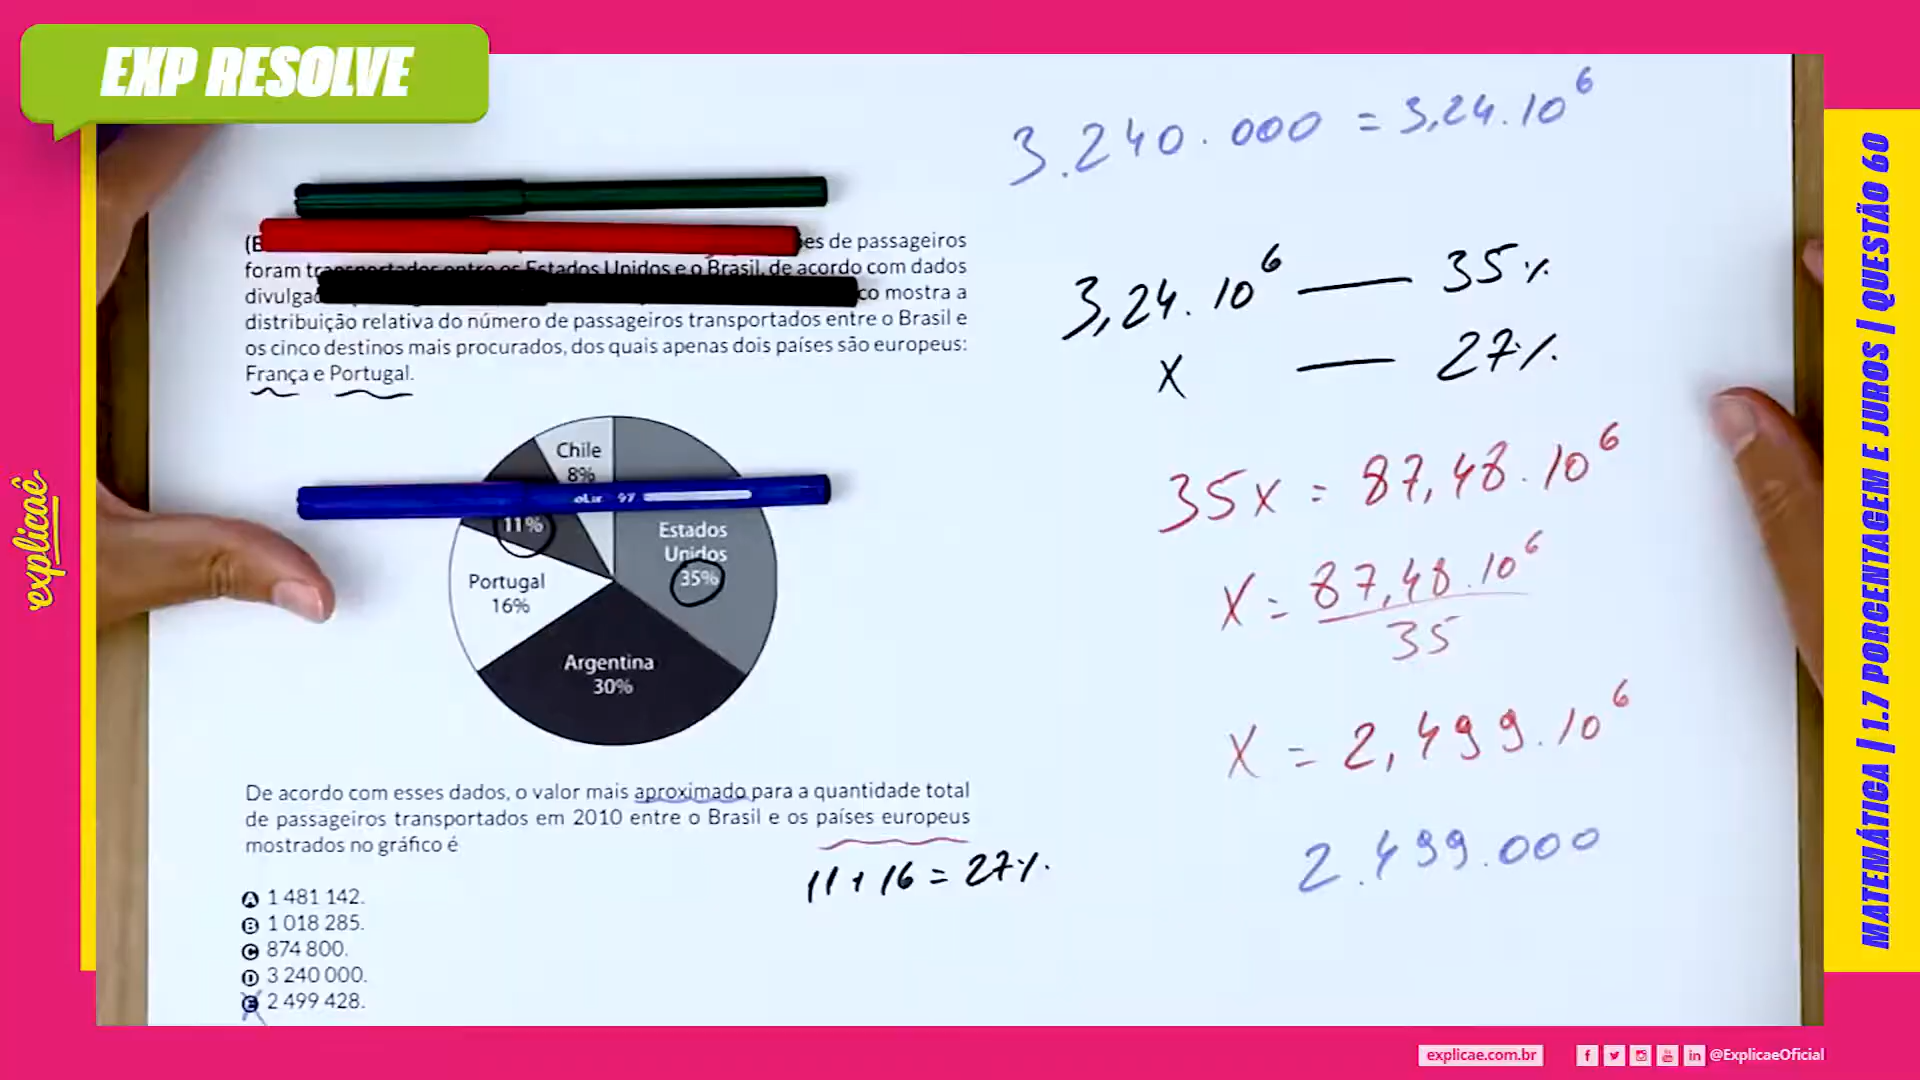 EXP RESOLVE
3.240.000 = 3,24.10⁶
(E
es de passageiros
foram transportados entre os Estados Unidos e o Brasil, de acordo com dados
divulgad
co mostra a
distribuição relativa do número de passageiros transportados entre o Brasil e
os cinco destinos mais procurados, dos quais apenas dois países são europeus:
França e Portugal.
3,24.10⁶ — 35%
x — 27%
Chile
8%
97
11%
Estados
Unidos
35%
Portugal
16%
Argentina
30%
35x = 87,48.10⁶
x = 87,48.10⁶
35
x = 2,499.10⁶
2.499.000
De acordo com esses dados, o valor mais aproximado para a quantidade total
de passageiros transportados em 2010 entre o Brasil e os países europeus
mostrados no gráfico é
11 + 16 = 27%.
A 1 481 142.
B 1 018 285.
C 874 800.
D 3 240 000.
E 2 499 428.
explicaê
MATEMÁTICA | 1.7 PORCENTAGEM E JUROS | QUESTÃO 60
explicae.com.br
@ExplicaeOficial